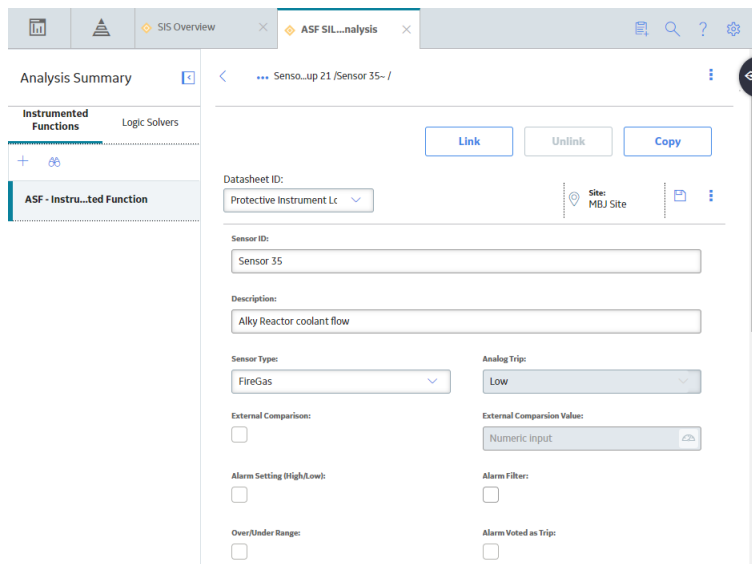 SIS Overview
ASF SIL...nalysis
Analysis Summary
Senso...up 21 /Sensor 35~ /
Instrumented
Functions
Logic Solvers
Link
Unlink
Copy
ASF - Instru...ted Function
Datasheet ID:
Protective Instrument Lc
Site:
MBJ Site
Sensor ID:
Sensor 35
Description:
Alky Reactor coolant flow
Sensor Type:
Analog Trip:
FireGas
Low
External Comparison:
External Comparsion Value:
Numeric input
Alarm Setting (High/Low):
Alarm Filter:
Over/Under Range:
Alarm Voted as Trip: